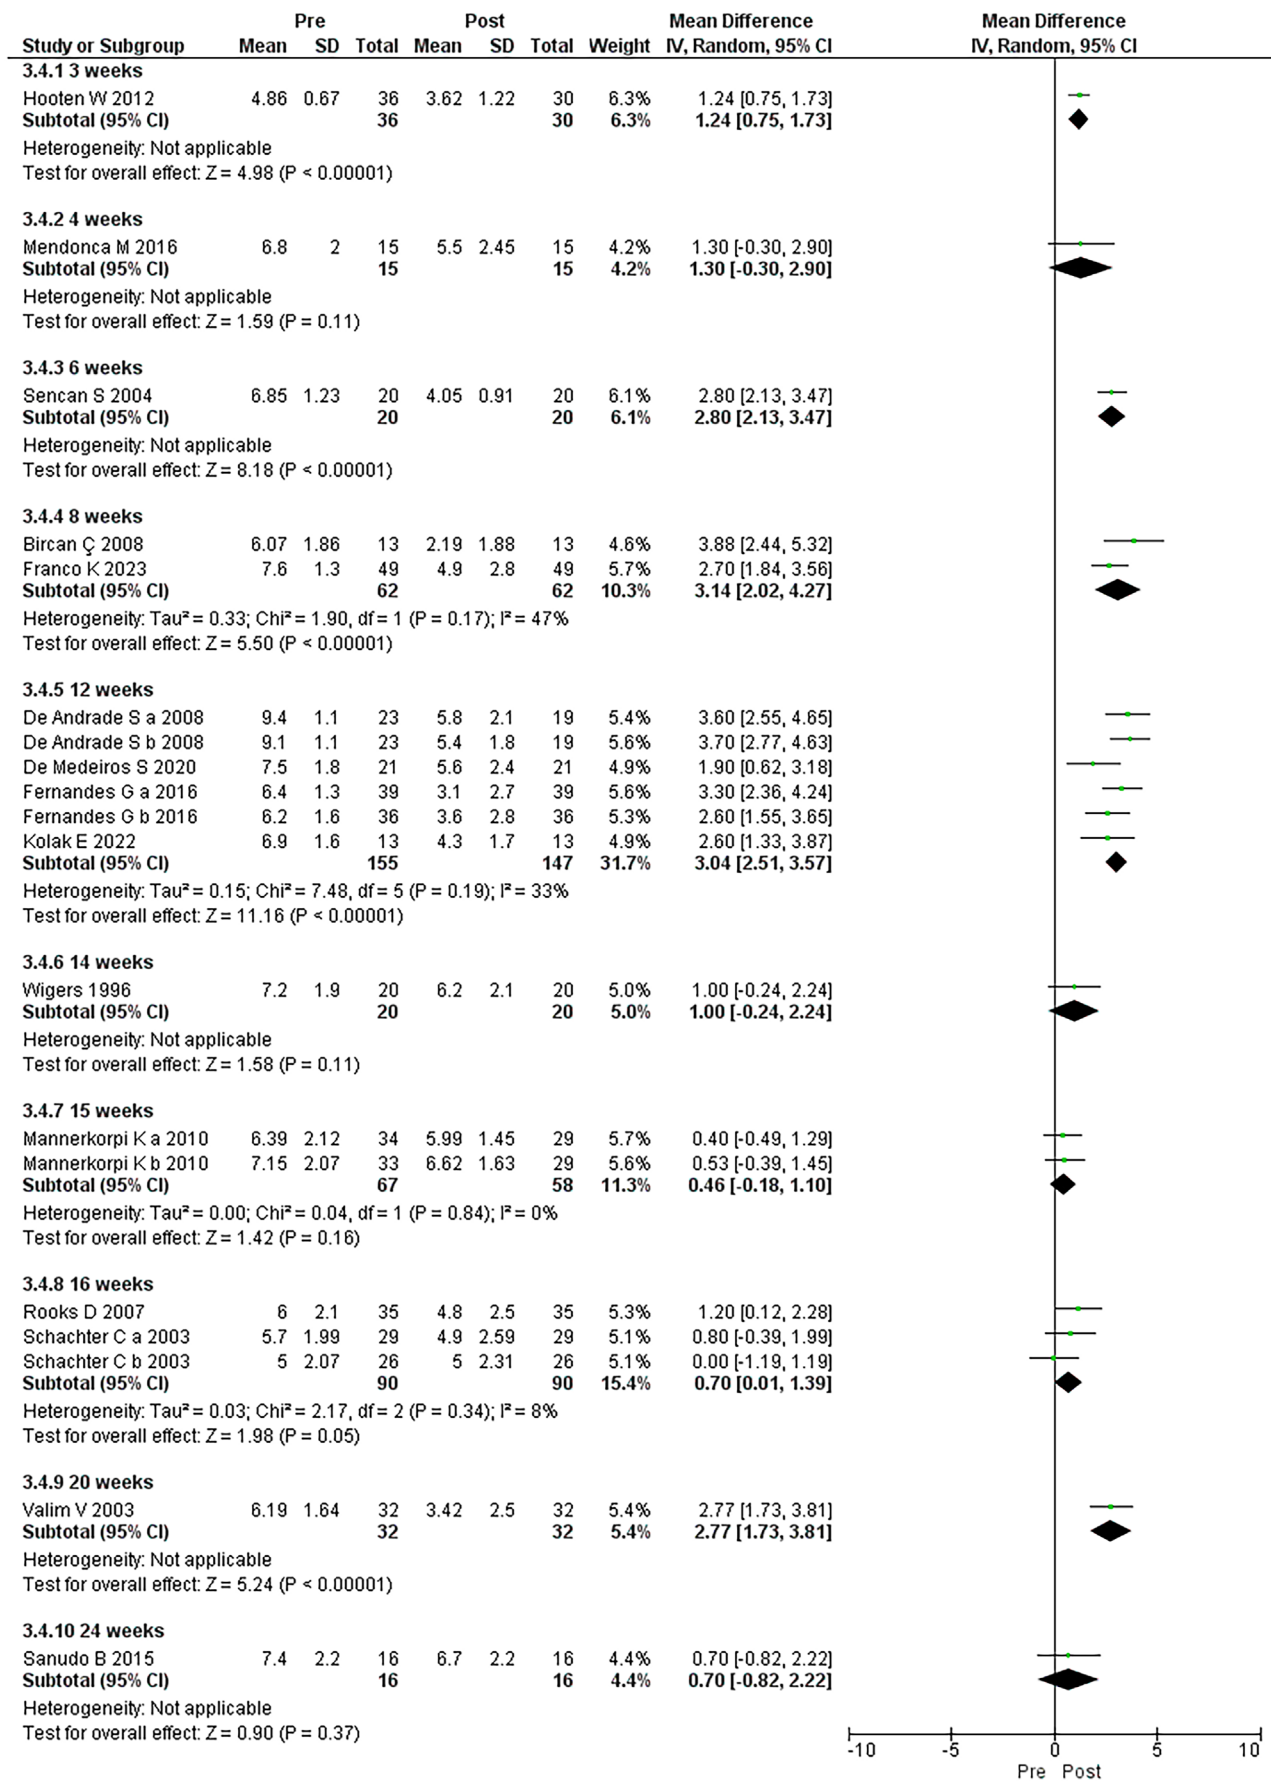 Pre Post Mean Difference Mean Difference
Study or Subgroup Mean SD Total Mean SD Total Weight IV, Random, 95% CI IV, Random, 95% CI
3.4.1 3 weeks
Hooten W 2012 4.86 0.67 36 3.62 1.22 30 6.3% 1.24 [0.75, 1.73]
Subtotal (95% CI) 36 30 6.3% 1.24 [0.75, 1.73]
Heterogeneity: Not applicable
Test for overall effect: Z = 4.98 (P < 0.00001)
3.4.2 4 weeks
Mendonca M 2016 6.8 2 15 5.5 2.45 15 4.2% 1.30 [-0.30, 2.90]
Subtotal (95% CI) 15 15 4.2% 1.30 [-0.30, 2.90]
Heterogeneity: Not applicable
Test for overall effect: Z = 1.59 (P = 0.11)
3.4.3 6 weeks
Sencan S 2004 6.85 1.23 20 4.05 0.91 20 6.1% 2.80 [2.13, 3.47]
Subtotal (95% CI) 20 20 6.1% 2.80 [2.13, 3.47]
Heterogeneity: Not applicable
Test for overall effect: Z = 8.18 (P < 0.00001)
3.4.4 8 weeks
Bircan Ç 2008 6.07 1.86 13 2.19 1.88 13 4.6% 3.88 [2.44, 5.32]
Franco K 2023 7.6 1.3 49 4.9 2.8 49 5.7% 2.70 [1.84, 3.56]
Subtotal (95% CI) 62 62 10.3% 3.14 [2.02, 4.27]
Heterogeneity: Tau² = 0.33; Chi² = 1.90, df = 1 (P = 0.17); I² = 47%
Test for overall effect: Z = 5.50 (P < 0.00001)
3.4.5 12 weeks
De Andrade S a 2008 9.4 1.1 23 5.8 2.1 19 5.4% 3.60 [2.55, 4.65]
De Andrade S b 2008 9.1 1.1 23 5.4 1.8 19 5.6% 3.70 [2.77, 4.63]
De Medeiros S 2020 7.5 1.8 21 5.6 2.4 21 4.9% 1.90 [0.62, 3.18]
Fernandes G a 2016 6.4 1.3 39 3.1 2.7 39 5.6% 3.30 [2.36, 4.24]
Fernandes G b 2016 6.2 1.6 36 3.6 2.8 36 5.3% 2.60 [1.55, 3.65]
Kolak E 2022 6.9 1.6 13 4.3 1.7 13 4.9% 2.60 [1.33, 3.87]
Subtotal (95% CI) 155 147 31.7% 3.04 [2.51, 3.57]
Heterogeneity: Tau² = 0.15; Chi² = 7.48, df = 5 (P = 0.19); I² = 33%
Test for overall effect: Z = 11.16 (P < 0.00001)
3.4.6 14 weeks
Wigers 1996 7.2 1.9 20 6.2 2.1 20 5.0% 1.00 [-0.24, 2.24]
Subtotal (95% CI) 20 20 5.0% 1.00 [-0.24, 2.24]
Heterogeneity: Not applicable
Test for overall effect: Z = 1.58 (P = 0.11)
3.4.7 15 weeks
Mannerkorpi K a 2010 6.39 2.12 34 5.99 1.45 29 5.7% 0.40 [-0.49, 1.29]
Mannerkorpi K b 2010 7.15 2.07 33 6.62 1.63 29 5.6% 0.53 [-0.39, 1.45]
Subtotal (95% CI) 67 58 11.3% 0.46 [-0.18, 1.10]
Heterogeneity: Tau² = 0.00; Chi² = 0.04, df = 1 (P = 0.84); I² = 0%
Test for overall effect: Z = 1.42 (P = 0.16)
3.4.8 16 weeks
Rooks D 2007 6 2.1 35 4.8 2.5 35 5.3% 1.20 [0.12, 2.28]
Schachter C a 2003 5.7 1.99 29 4.9 2.59 29 5.1% 0.80 [-0.39, 1.99]
Schachter C b 2003 5 2.07 26 5 2.31 26 5.1% 0.00 [-1.19, 1.19]
Subtotal (95% CI) 90 90 15.4% 0.70 [0.01, 1.39]
Heterogeneity: Tau² = 0.03; Chi² = 2.17, df = 2 (P = 0.34); I² = 8%
Test for overall effect: Z = 1.98 (P = 0.05)
3.4.9 20 weeks
Valim V 2003 6.19 1.64 32 3.42 2.5 32 5.4% 2.77 [1.73, 3.81]
Subtotal (95% CI) 32 32 5.4% 2.77 [1.73, 3.81]
Heterogeneity: Not applicable
Test for overall effect: Z = 5.24 (P < 0.00001)
3.4.10 24 weeks
Sanudo B 2015 7.4 2.2 16 6.7 2.2 16 4.4% 0.70 [-0.82, 2.22]
Subtotal (95% CI) 16 16 4.4% 0.70 [-0.82, 2.22]
Heterogeneity: Not applicable
Test for overall effect: Z = 0.90 (P = 0.37)
-10 -5 0 5 10
Pre Post